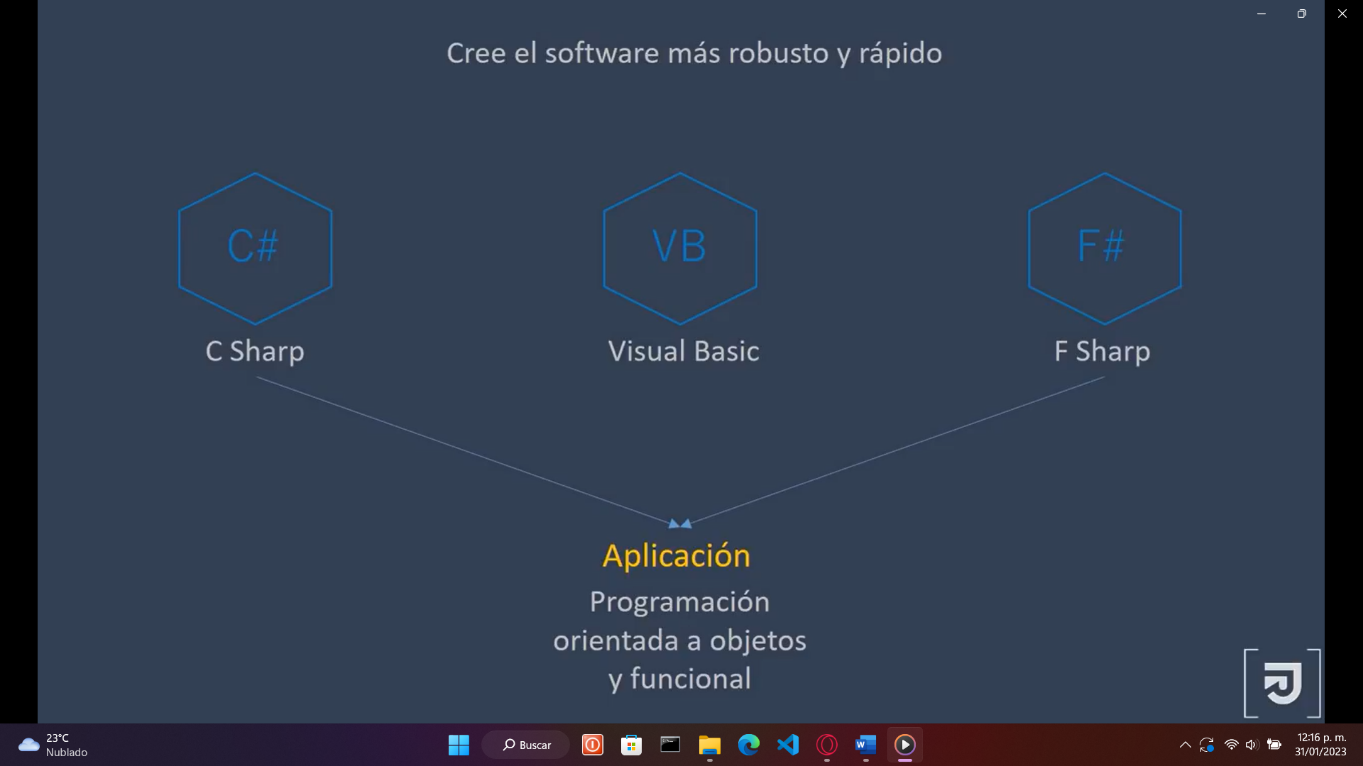 Cree el software más robusto y rápido
C# VB F#
C Sharp Visual Basic F Sharp
Aplicación
Programación
orientada a objetos
y funcional
23°C
Nublado
Buscar
12:16 p. m.
31/01/2023